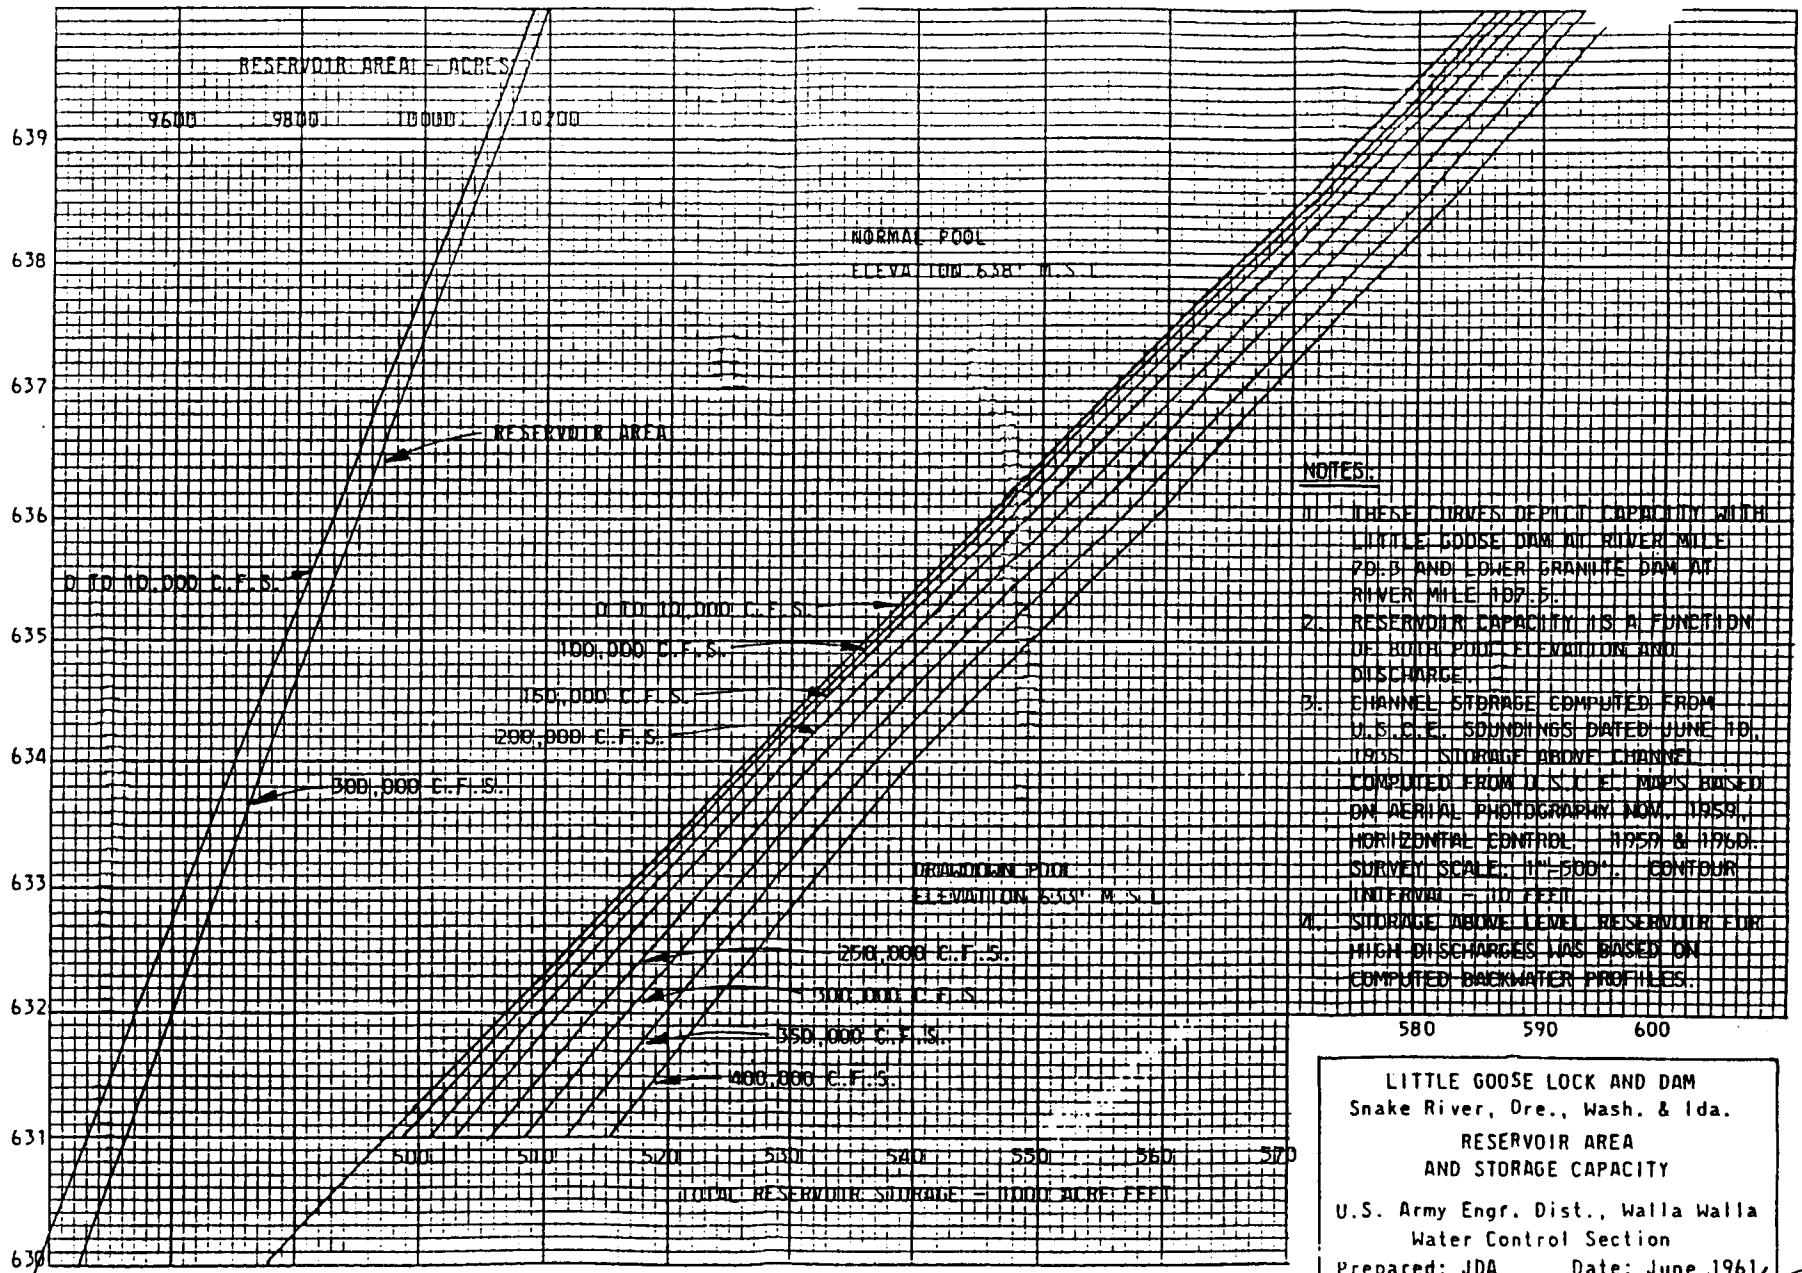 RESERVOIR AREA - ACRES
9600 9800 10000 10200
639
638
637
636
635
634
633
632
631
630
NORMAL POOL
ELEVATION 638' M.S.L.
RESERVOIR AREA
0 TO 10,000 C.F.S.
300,000 C.F.S.
0 TO 10,000 C.F.S.
100,000 C.F.S.
150,000 C.F.S.
200,000 C.F.S.
DRAWDOWN POOL
ELEVATION 633' M.S.L.
250,000 C.F.S.
300,000 C.F.S.
350,000 C.F.S.
400,000 C.F.S.
500 510 520 530 540 550 560 570
580 590 600
TOTAL RESERVOIR STORAGE - 1000 ACRE FEET
NOTES:
1. THESE CURVES DEPICT CAPACITY WITH
LITTLE GOOSE DAM AT RIVER MILE
70.3 AND LOWER GRANITE DAM AT
RIVER MILE 107.5.
2. RESERVOIR CAPACITY IS A FUNCTION
OF BOTH POOL ELEVATION AND
DISCHARGE.
3. CHANNEL STORAGE COMPUTED FROM
U.S.C.E. SOUNDINGS DATED JUNE 10,
1935. STORAGE ABOVE CHANNEL
COMPUTED FROM U.S.C.E. MAPS BASED
ON AERIAL PHOTOGRAPHY NOV. 1959,
HORIZONTAL CONTROL 1959 & 1960.
SURVEY SCALE: 1"=500'. CONTOUR
INTERVAL - 10 FEET.
4. STORAGE ABOVE LEVEL RESERVOIR FOR
HIGH DISCHARGES WAS BASED ON
COMPUTED BACKWATER PROFILES.
LITTLE GOOSE LOCK AND DAM
Snake River, Ore., Wash. & Ida.
RESERVOIR AREA
AND STORAGE CAPACITY
U.S. Army Engr. Dist., Walla Walla
Water Control Section
Prepared: JDA Date: June 1961